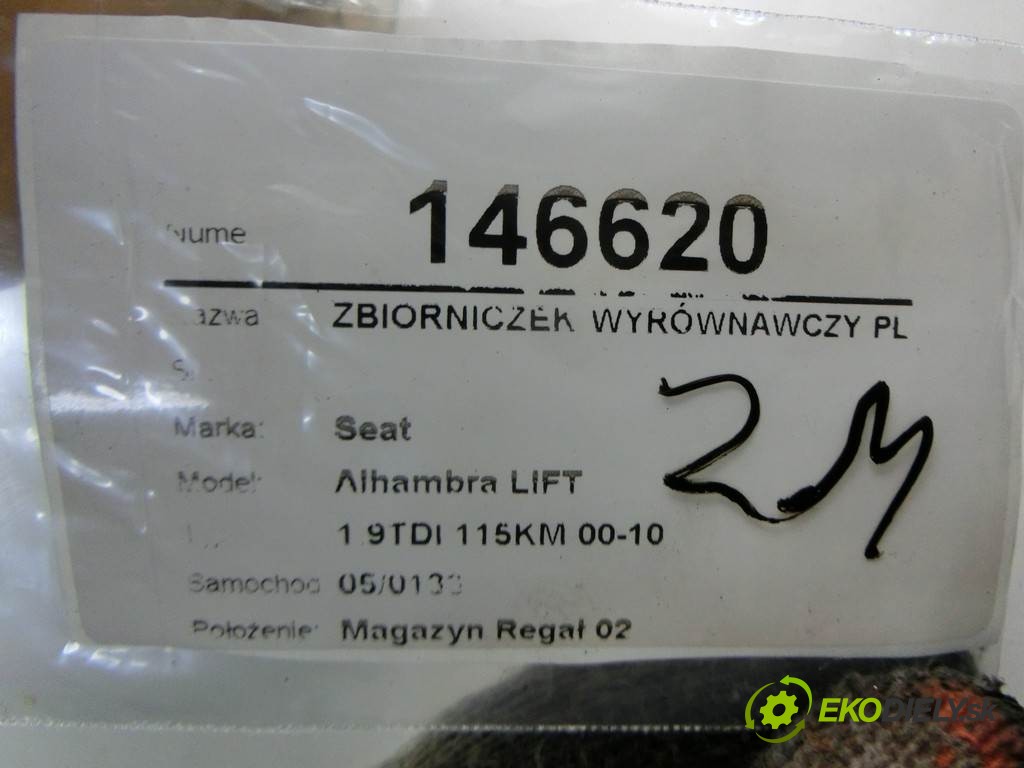 Nume 146620
azwa ZBIORNICZEK WYRÓWNAWCZY PL
Marka: Seat
Model: Alhambra LIFT
1.9TDI 115KM 00-10
Samochod 05/0133
Położenie: Magazyn Regał 02
EKODIELY.SK